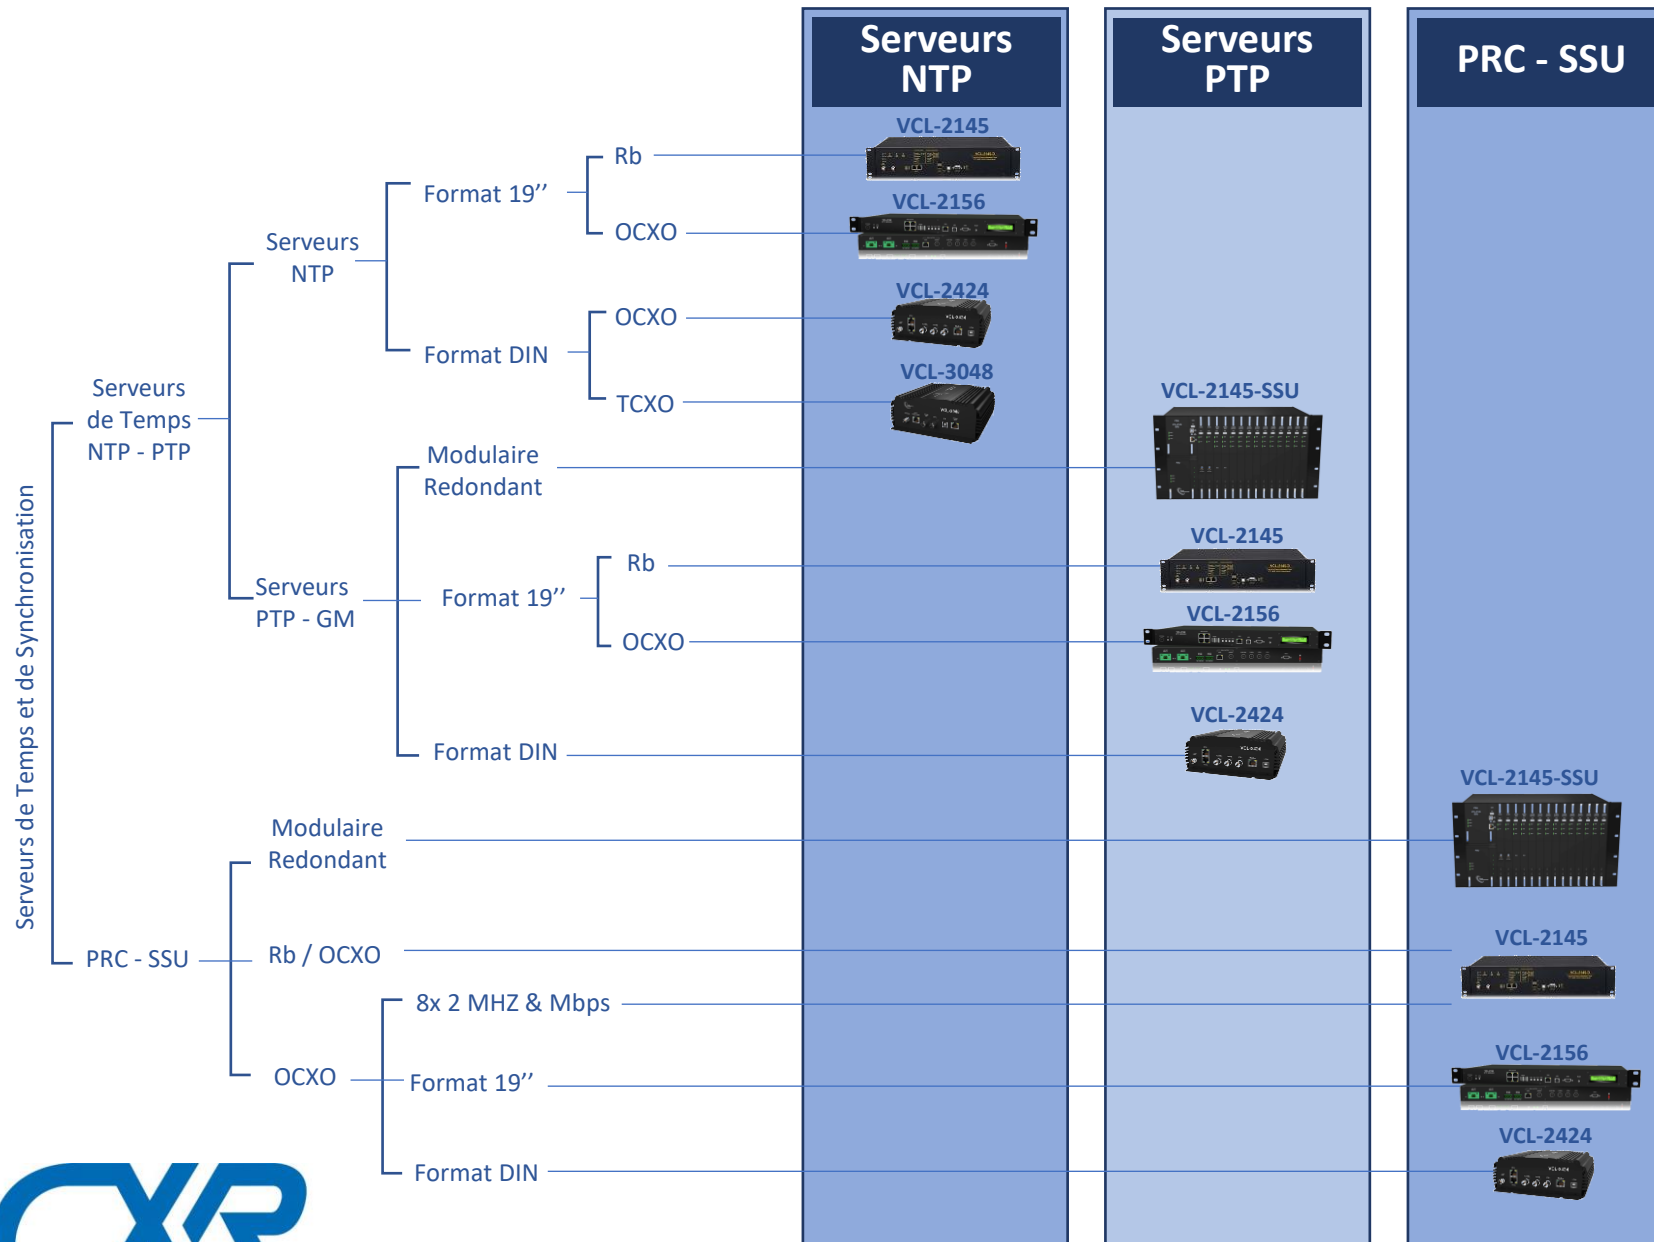 Serveurs
NTP
Serveurs
PTP
PRC - SSU
Serveurs de Temps et de Synchronisation
Serveurs
de Temps
NTP - PTP
Serveurs
NTP
Format 19’’
Rb
VCL-2145
OCXO
VCL-2156
Format DIN
OCXO
VCL-2424
TCXO
VCL-3048
Serveurs
PTP - GM
Modulaire
Redondant
VCL-2145-SSU
Format 19’’
Rb
VCL-2145
OCXO
VCL-2156
Format DIN
VCL-2424
PRC - SSU
Modulaire
Redondant
VCL-2145-SSU
Rb / OCXO
VCL-2145
OCXO
8x 2 MHZ & Mbps
Format 19’’
VCL-2156
Format DIN
VCL-2424
CXR